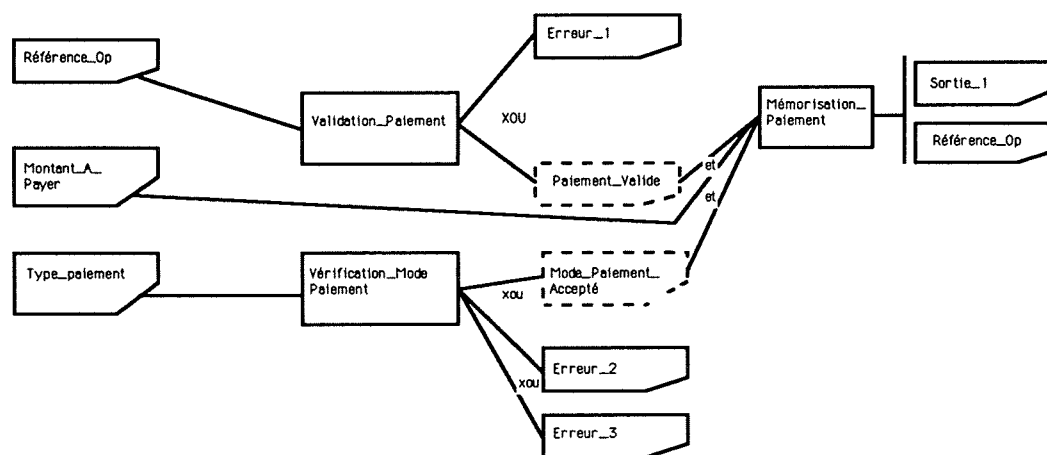 Erreur_1
Référence_Op
Sortie_1
Validation_Paiement
XOU
Mémorisation_
Paiement
Référence_Op
Montant_A_
Payer
Paiement_Valide
et
et
Type_paiement
Vérification_Mode
Paiement
xou
Mode_Paiement_
Accepté
Erreur_2
xou
Erreur_3